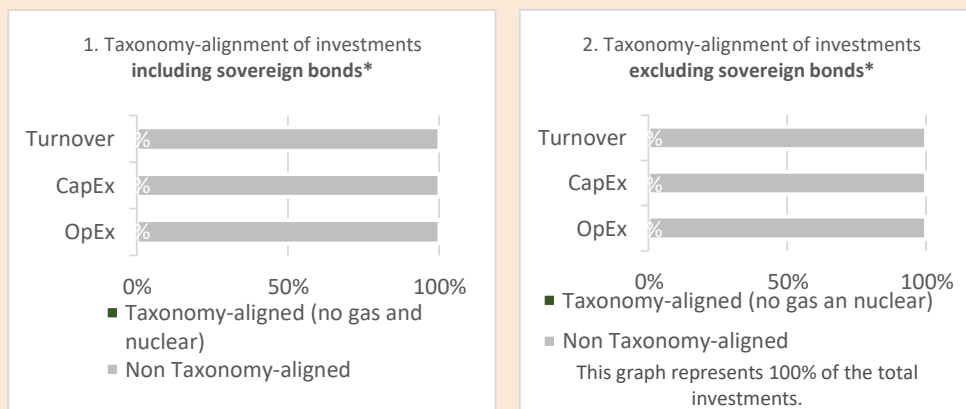 1. Taxonomy-alignment of investments
including sovereign bonds*
Turnover
%
CapEx
%
OpEx
%
0%
50%
100%
Taxonomy-aligned (no gas and
nuclear)
Non Taxonomy-aligned
2. Taxonomy-alignment of investments
excluding sovereign bonds*
Turnover
%
CapEx
%
OpEx
%
0%
50%
100%
Taxonomy-aligned (no gas an nuclear)
Non Taxonomy-aligned
This graph represents 100% of the total
investments.